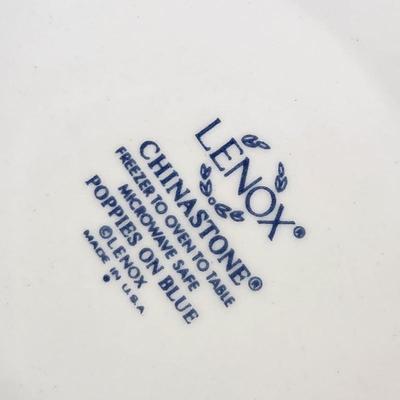 LENOX®
CHINASTONE®
FREEZER TO OVEN TO TABLE
MICROWAVE SAFE
POPPIES ON BLUE
©LENOX
MADE IN U.S.A